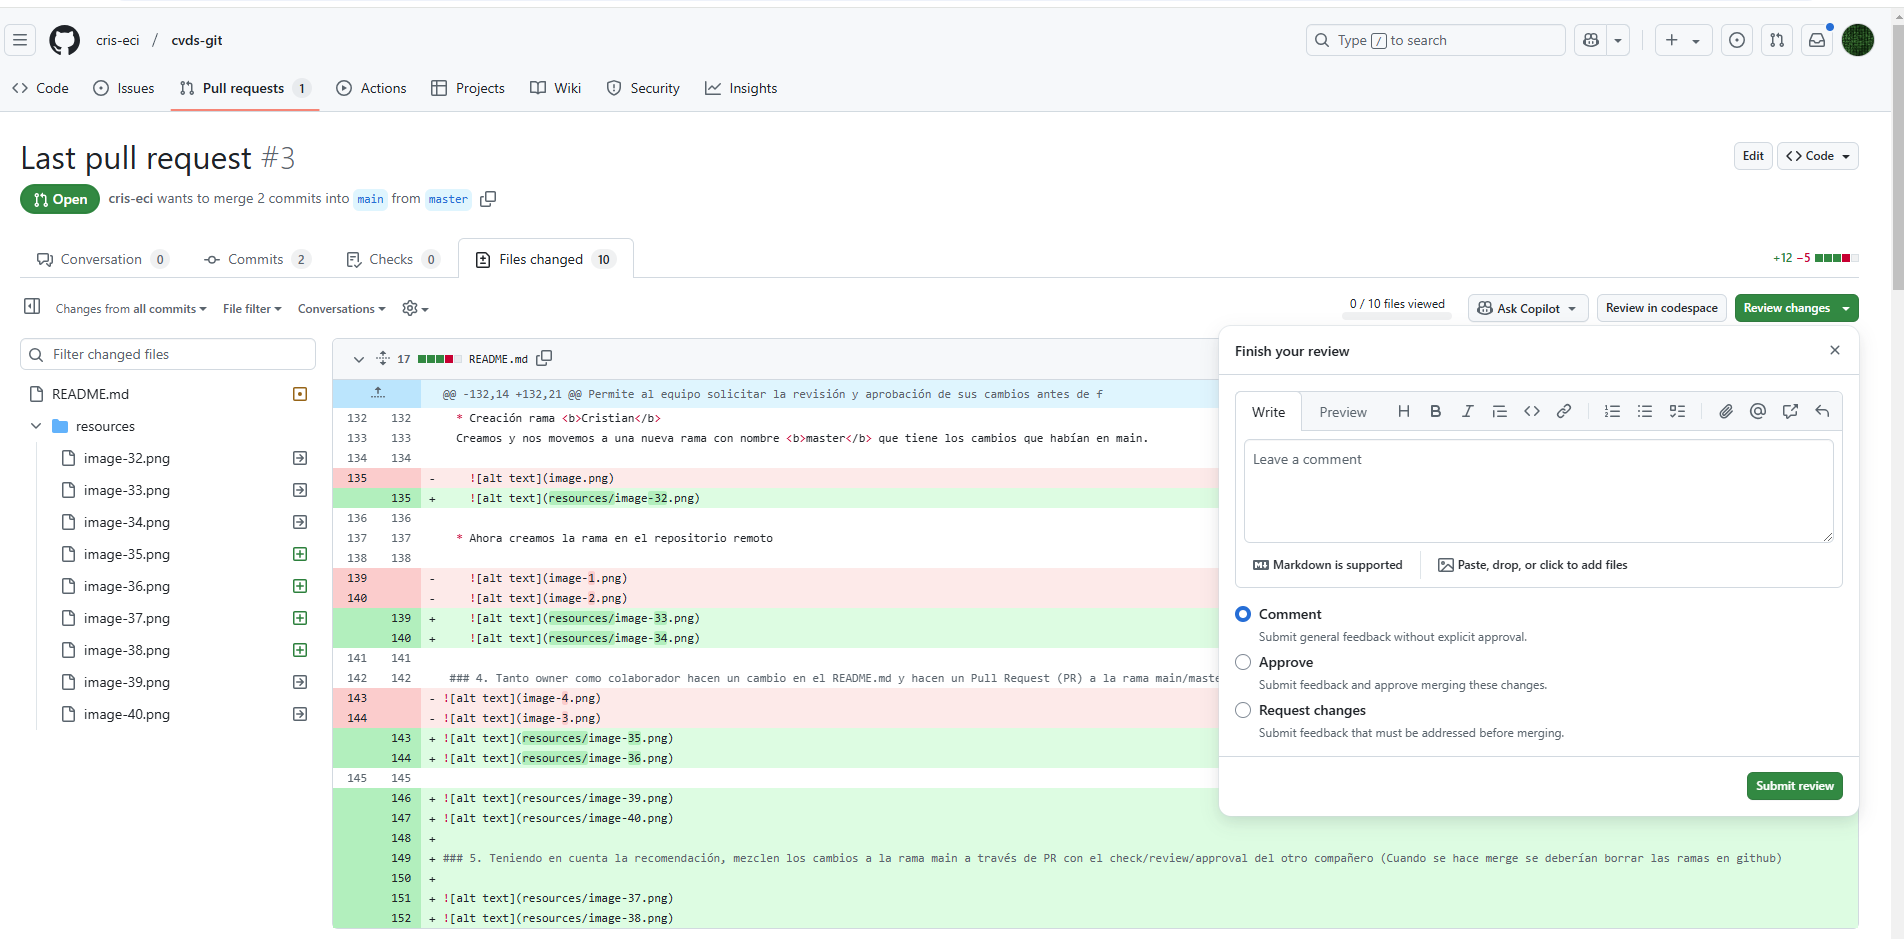 cris-eci / cvds-git
Type / to search
Code
Issues
Pull requests 1
Actions
Projects
Wiki
Security
Insights
Last pull request #3
Edit
<> Code
Open
cris-eci wants to merge 2 commits into main from master
Conversation 0
Commits 2
Checks 0
Files changed 10
+12 −5
Changes from all commits
File filter
Conversations
0 / 10 files viewed
Ask Copilot
Review in codespace
Review changes
Filter changed files
README.md
resources
image-32.png
image-33.png
image-34.png
image-35.png
image-36.png
image-37.png
image-38.png
image-39.png
image-40.png
17 README.md
@@ -132,14 +132,21 @@ Permite al equipo solicitar la revisión y aprobación de sus cambios antes de f
132 132 * Creación rama <b>Cristian</b>
133 133 Creamos y nos movemos a una nueva rama con nombre <b>master</b> que tiene los cambios que habían en main.
134 134
135 - ![alt text](image.png)
135 + ![alt text](resources/image-32.png)
136 136
137 137 * Ahora creamos la rama en el repositorio remoto
138 138
139 - ![alt text](image-1.png)
140 - ![alt text](image-2.png)
139 + ![alt text](resources/image-33.png)
140 + ![alt text](resources/image-34.png)
141 141
142 142 ### 4. Tanto owner como colaborador hacen un cambio en el README.md y hacen un Pull Request (PR) a la rama main/maste
143 - ![alt text](image-4.png)
144 - ![alt text](image-3.png)
143 + ![alt text](resources/image-35.png)
144 + ![alt text](resources/image-36.png)
145 145
146 + ![alt text](resources/image-39.png)
147 + ![alt text](resources/image-40.png)
148 +
149 + ### 5. Teniendo en cuenta la recomendación, mezclen los cambios a la rama main a través de PR con el check/review/approval del otro compañero (Cuando se hace merge se deberían borrar las ramas en github)
150 +
151 + ![alt text](resources/image-37.png)
152 + ![alt text](resources/image-38.png)
Finish your review
Write
Preview
Leave a comment
Markdown is supported
Paste, drop, or click to add files
Comment
Submit general feedback without explicit approval.
Approve
Submit feedback and approve merging these changes.
Request changes
Submit feedback that must be addressed before merging.
Submit review